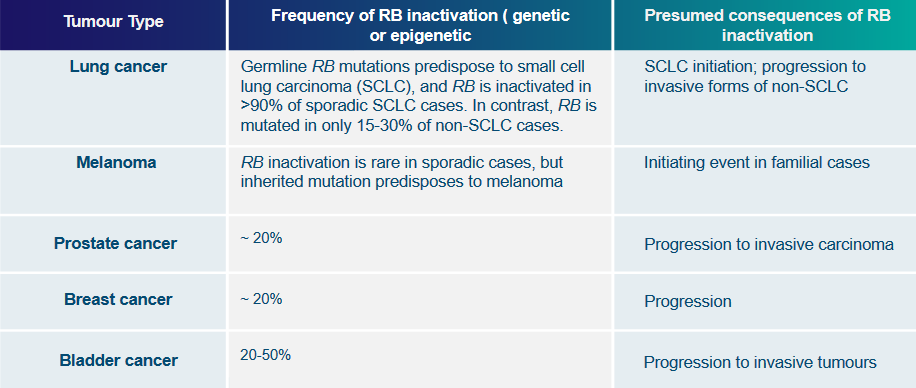 Tumour Type
Frequency of RB inactivation ( genetic
or epigenetic
Presumed consequences of RB
inactivation
Lung cancer
Germline RB mutations predispose to small cell
lung carcinoma (SCLC), and RB is inactivated in
>90% of sporadic SCLC cases. In contrast, RB is
mutated in only 15-30% of non-SCLC cases.
SCLC initiation; progression to
invasive forms of non-SCLC
Melanoma
RB inactivation is rare in sporadic cases, but
inherited mutation predisposes to melanoma
Initiating event in familial cases
Prostate cancer
~ 20%
Progression to invasive carcinoma
Breast cancer
~ 20%
Progression
Bladder cancer
20-50%
Progression to invasive tumours